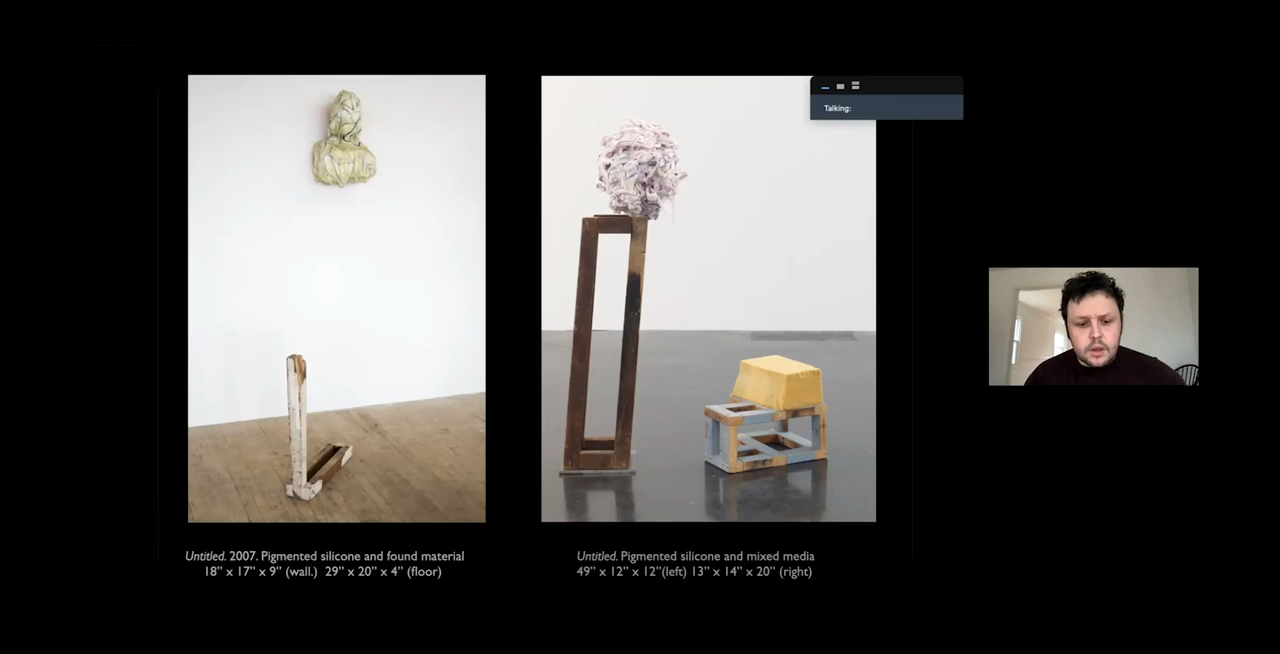 Talking:
Untitled. 2007. Pigmented silicone and found material
18" x 17" x 9" (wall.) 29" x 20" x 4" (floor)
Untitled. Pigmented silicone and mixed media
49" x 12" x 12"(left) 13" x 14" x 20" (right)